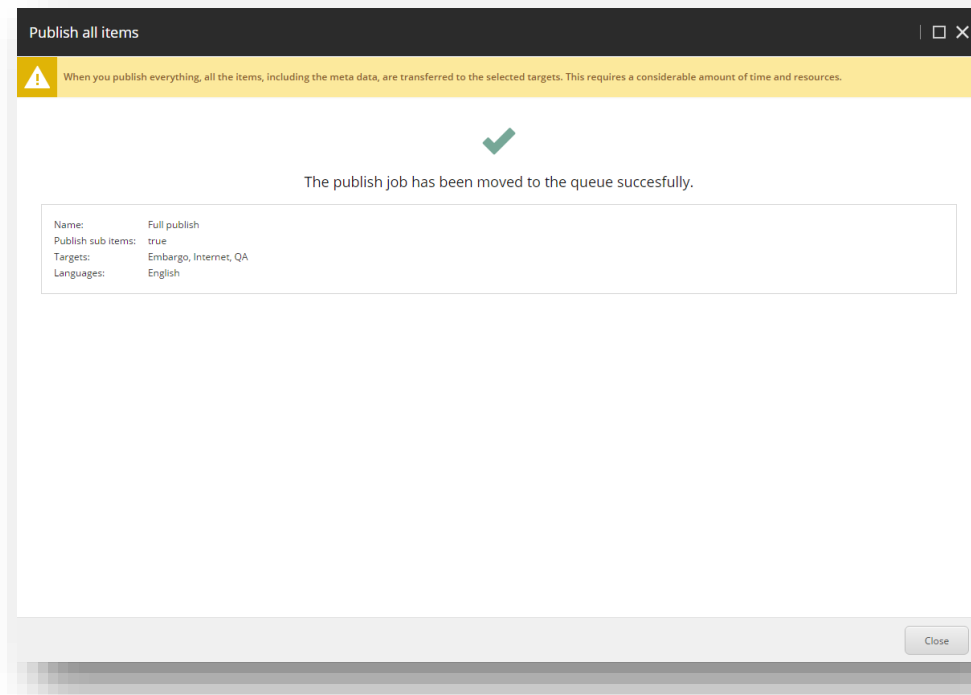 Publish all items
When you publish everything, all the items, including the meta data, are transferred to the selected targets. This requires a considerable amount of time and resources.
The publish job has been moved to the queue succesfully.
Name: Full publish
Publish sub items: true
Targets: Embargo, Internet, QA
Languages: English
Close